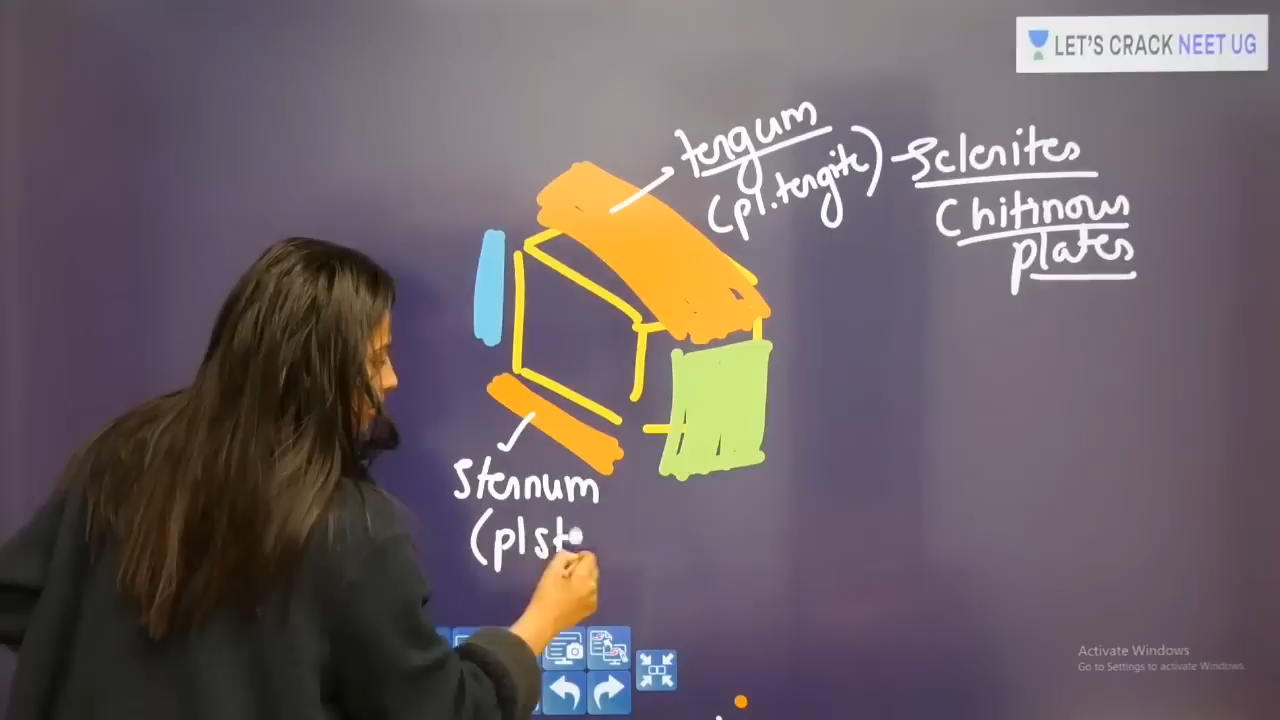 LET'S CRACK NEET UG
tergum
(pl. tergite)
Sclerites
Chitinous
plates
Sternum
(pl st
Activate Windows
Go to Settings to activate Windows.